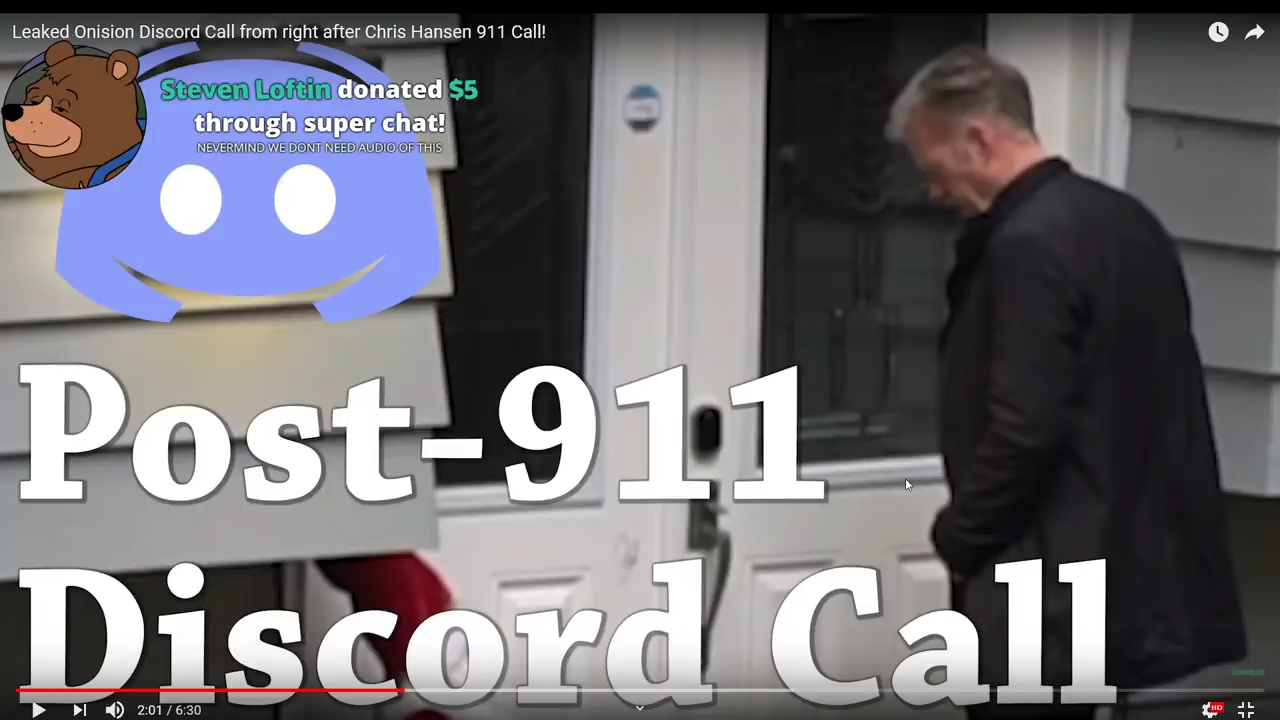 Leaked Onision Discord Call from right after Chris Hansen 911 Call!
Steven Loftin donated $5
through super chat!
NEVERMIND WE DONT NEED AUDIO OF THIS
Post-911
Discord Call
2:01 / 6:30
HD